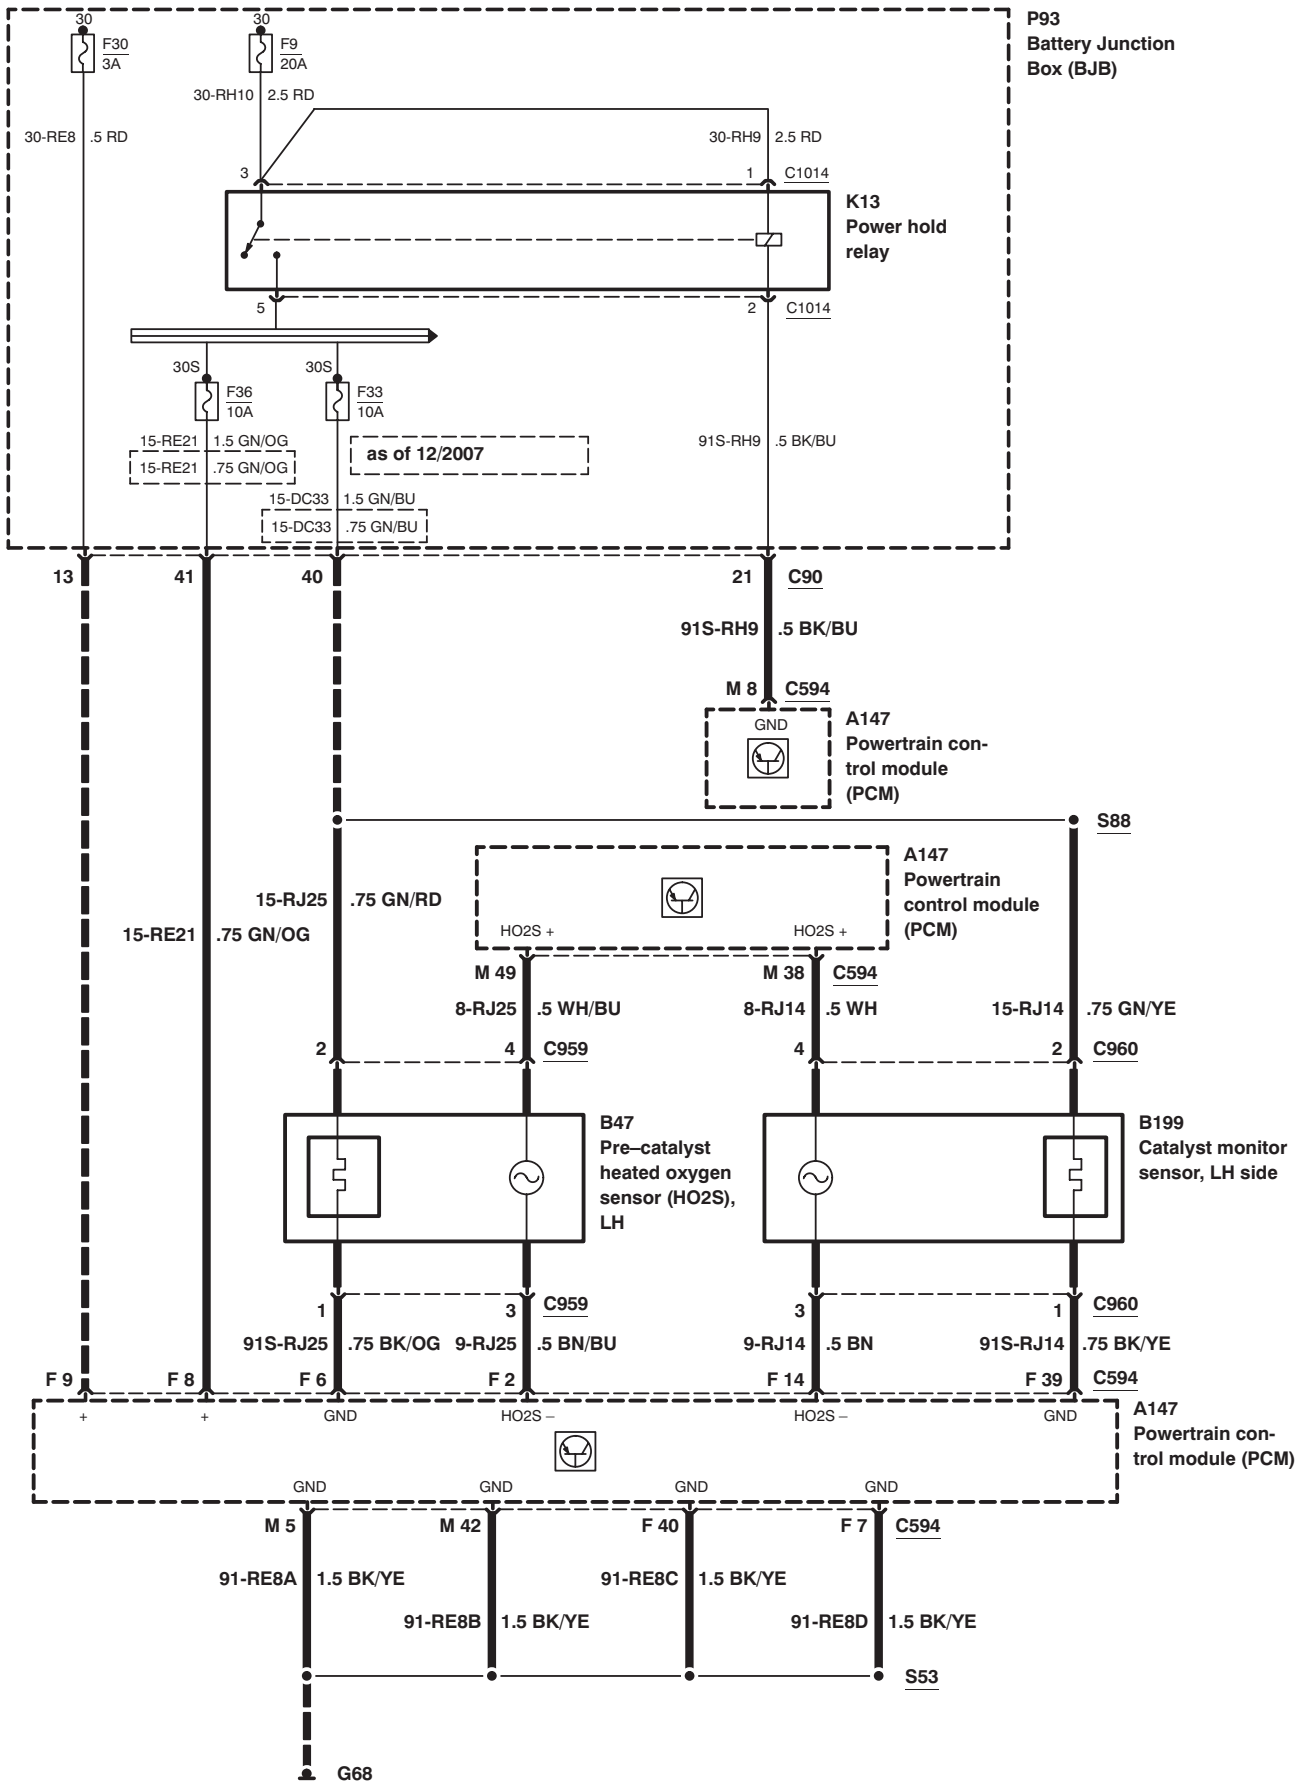 30
30
P93
Battery Junction
Box (BJB)
F30
3A
F9
20A
30-RH10 2.5 RD
30-RE8 .5 RD
30-RH9 2.5 RD
3
1
C1014
K13
Power hold
relay
5
2
C1014
30S
30S
F36
10A
F33
10A
15-RE21 1.5 GN/OG
15-RE21 .75 GN/OG
as of 12/2007
91S-RH9 .5 BK/BU
15-DC33 1.5 GN/BU
15-DC33 .75 GN/BU
13
41
40
21
C90
91S-RH9 .5 BK/BU
M 8
C594
GND
A147
Powertrain con-
trol module
(PCM)
S88
A147
Powertrain
control module
(PCM)
15-RJ25 .75 GN/RD
15-RE21 .75 GN/OG
HO2S +
HO2S +
M 49
M 38
C594
8-RJ25 .5 WH/BU
8-RJ14 .5 WH
15-RJ14 .75 GN/YE
2
4
C959
4
2
C960
B47
Pre–catalyst
heated oxygen
sensor (HO2S),
LH
B199
Catalyst monitor
sensor, LH side
1
3
C959
3
1
C960
91S-RJ25 .75 BK/OG
9-RJ25 .5 BN/BU
9-RJ14 .5 BN
91S-RJ14 .75 BK/YE
F 9
F 8
F 6
F 2
F 14
F 39
C594
+
+
GND
HO2S –
HO2S –
GND
A147
Powertrain con-
trol module (PCM)
GND
GND
GND
GND
M 5
M 42
F 40
F 7
C594
91-RE8A 1.5 BK/YE
91-RE8C 1.5 BK/YE
91-RE8B 1.5 BK/YE
91-RE8D 1.5 BK/YE
S53
G68